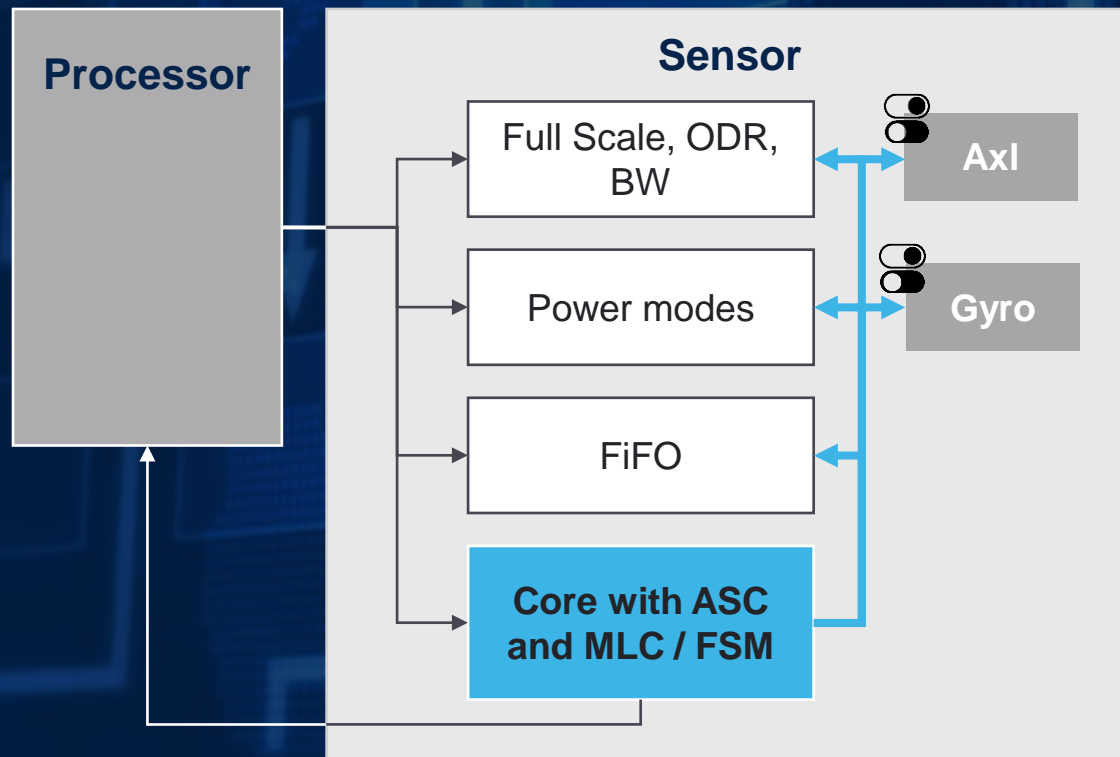 Processor
Sensor
Full Scale, ODR,
BW
Axl
Power modes
Gyro
FiFO
Core with ASC
and MLC / FSM